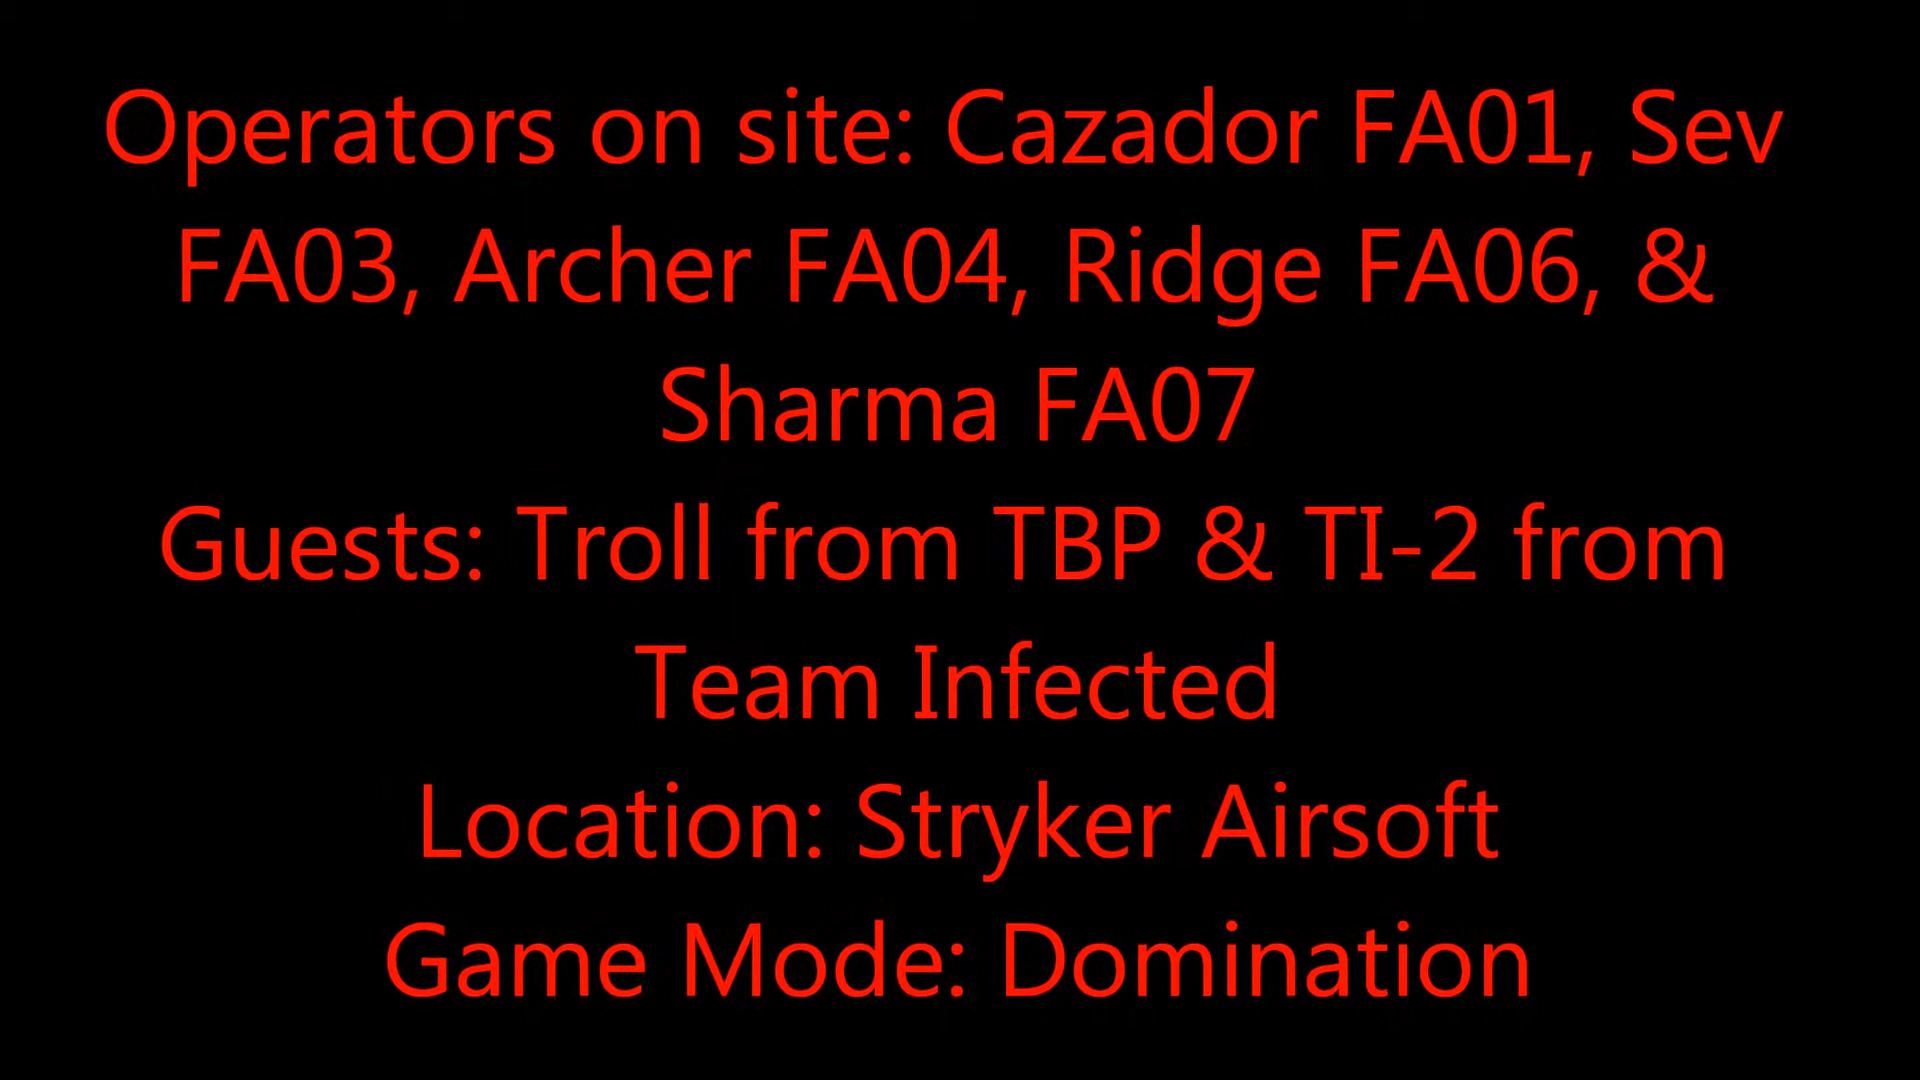 Operators on site: Cazador FA01, Sev
FA03, Archer FA04, Ridge FA06, &
Sharma FA07
Guests: Troll from TBP & TI-2 from
Team Infected
Location: Stryker Airsoft
Game Mode: Domination